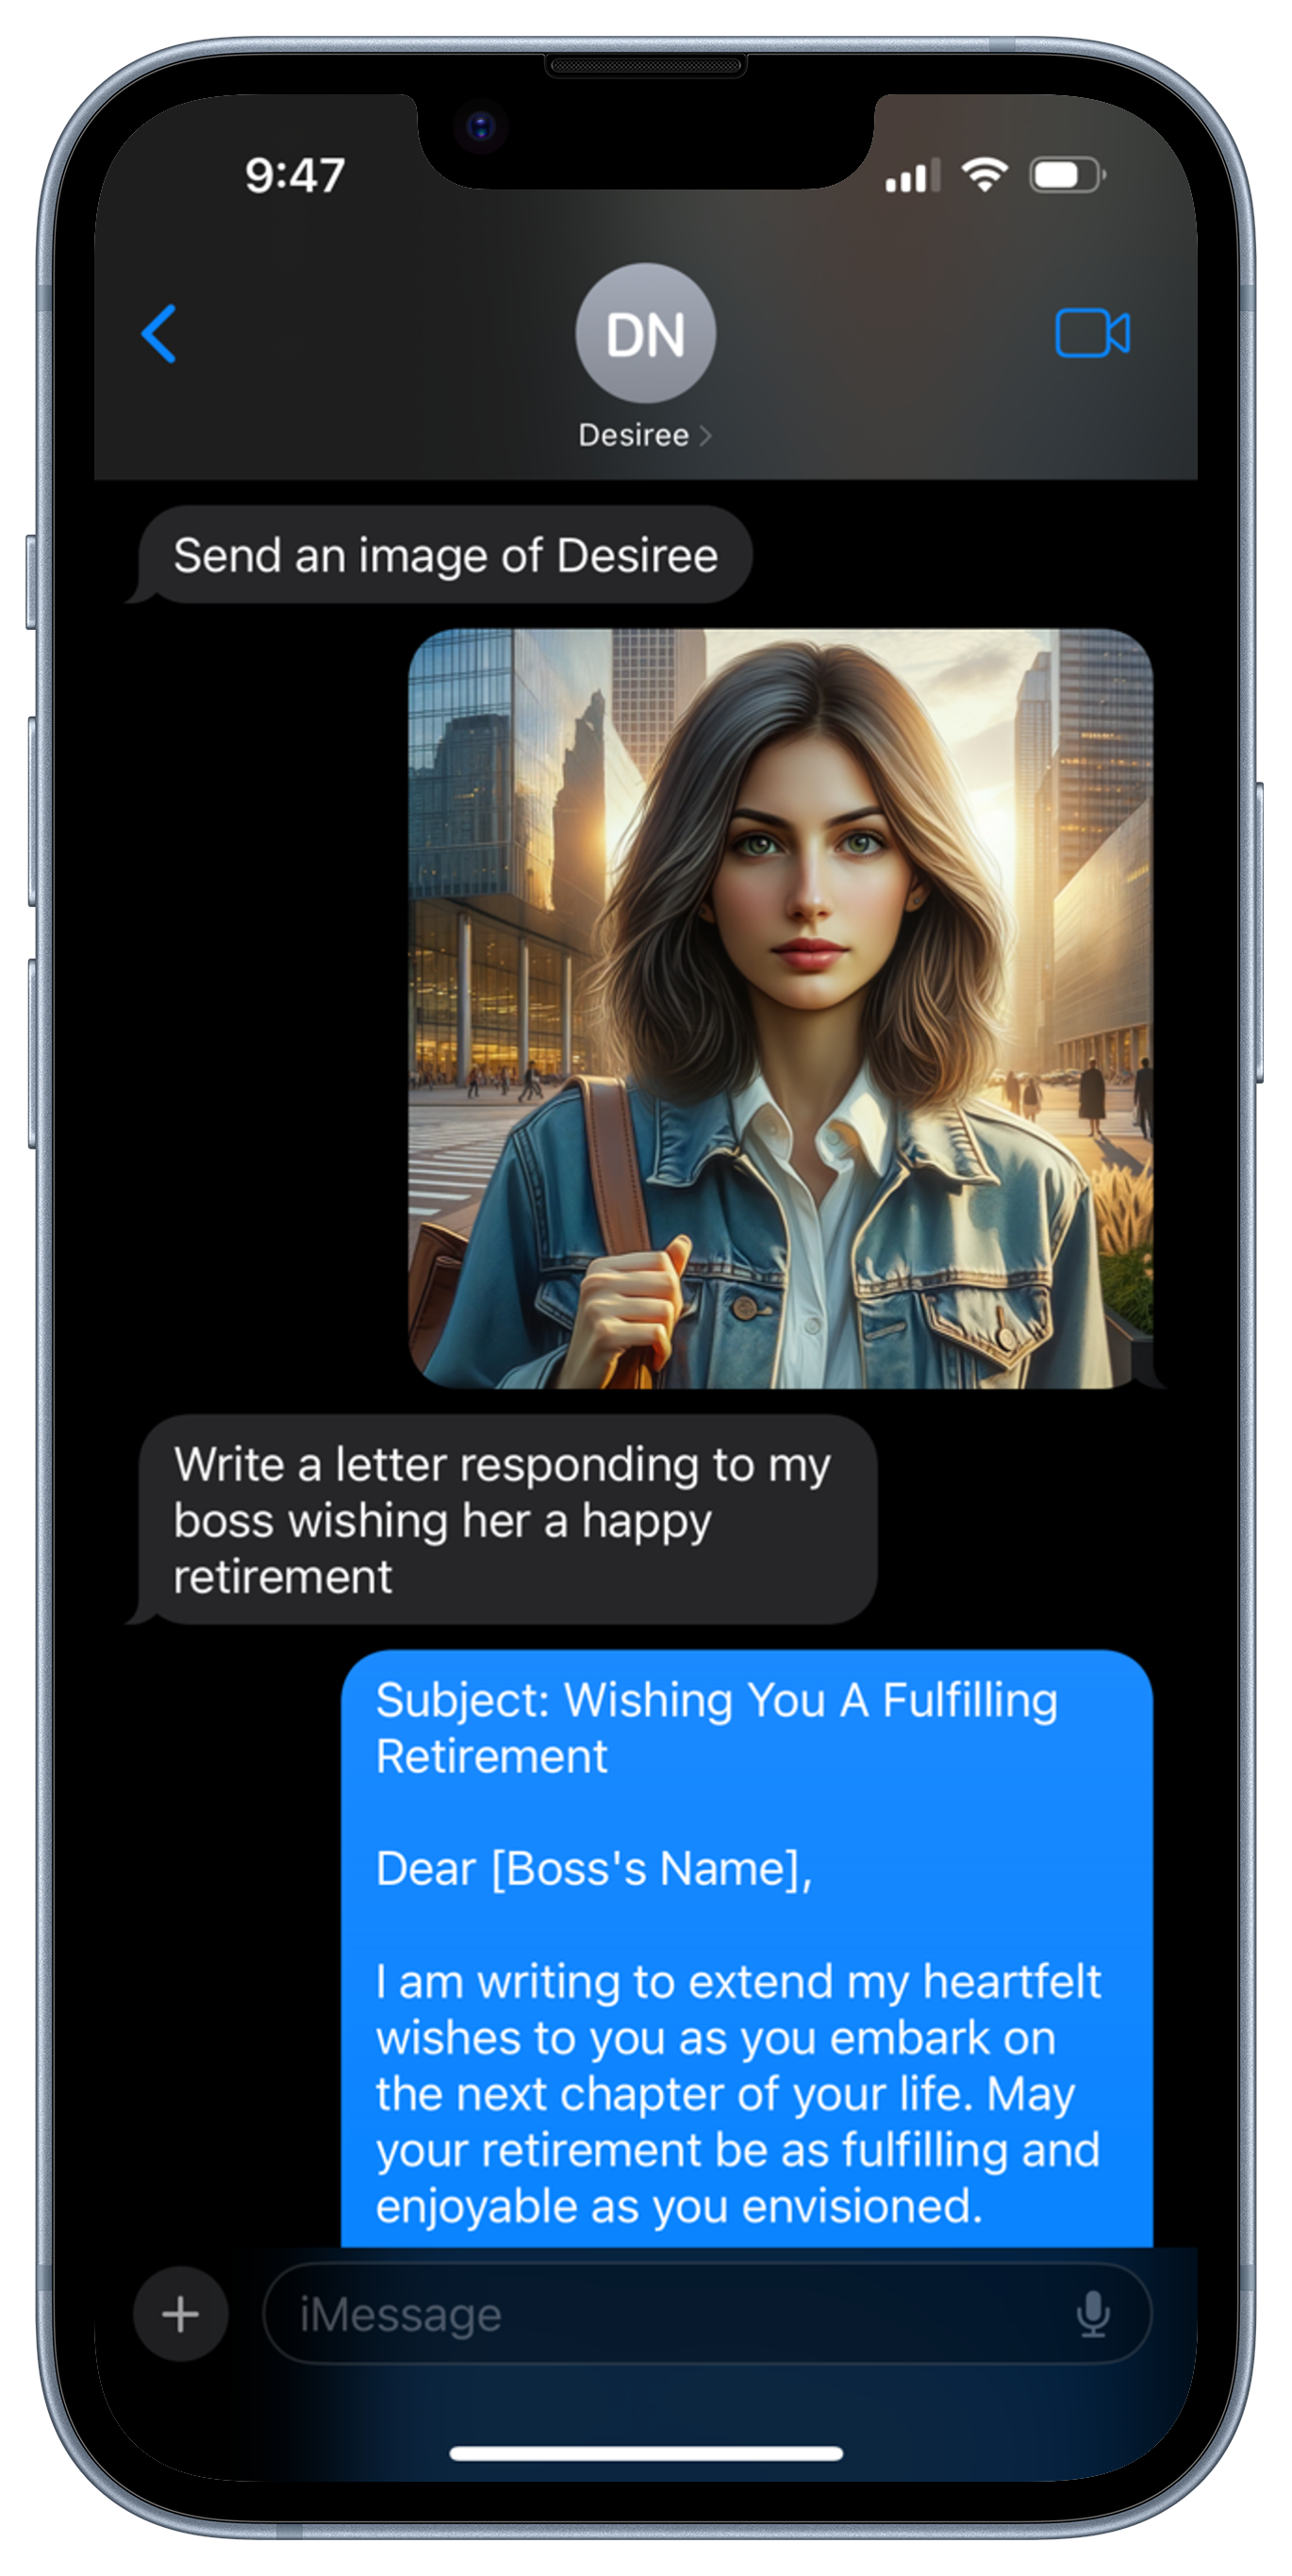 9:47
DN
Desiree
Send an image of Desiree
Write a letter responding to my
boss wishing her a happy
retirement
Subject: Wishing You A Fulfilling
Retirement
Dear [Boss's Name],
I am writing to extend my heartfelt
wishes to you as you embark on
the next chapter of your life. May
your retirement be as fulfilling and
enjoyable as you envisioned.
iMessage